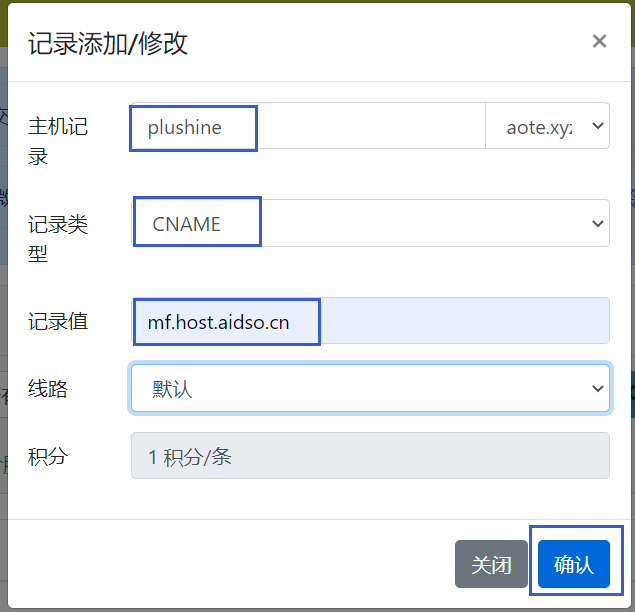 记录添加/修改 ×
主机记
录
plushine aote.xyz
记录类
型
CNAME
记录值 mf.host.aidso.cn
线路 默认
积分 1 积分/条
关闭 确认